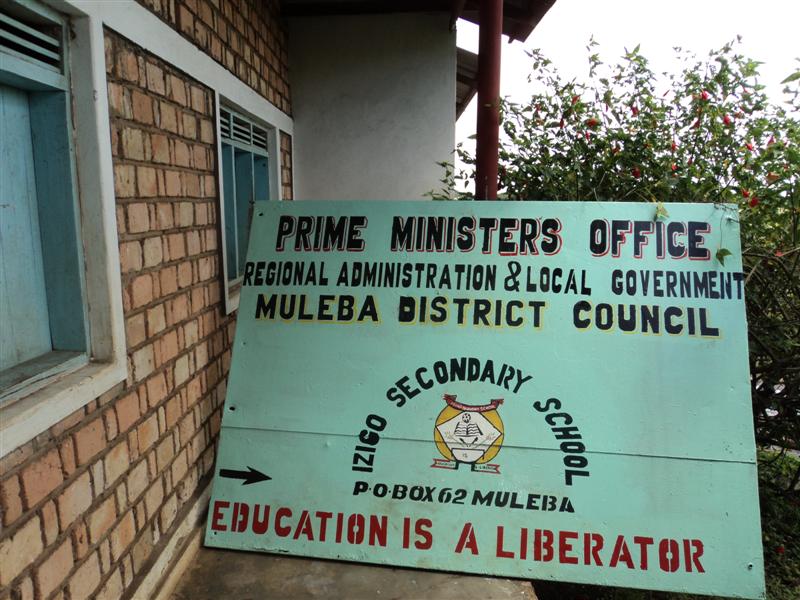 PRIME MINISTERS OFFICE
REGIONAL ADMINISTRATION & LOCAL GOVERNMENT
MULEBA DISTRICT COUNCIL
IZIGO SECONDARY SCHOOL
P.O.BOX 62 MULEBA
EDUCATION IS A LIBERATOR